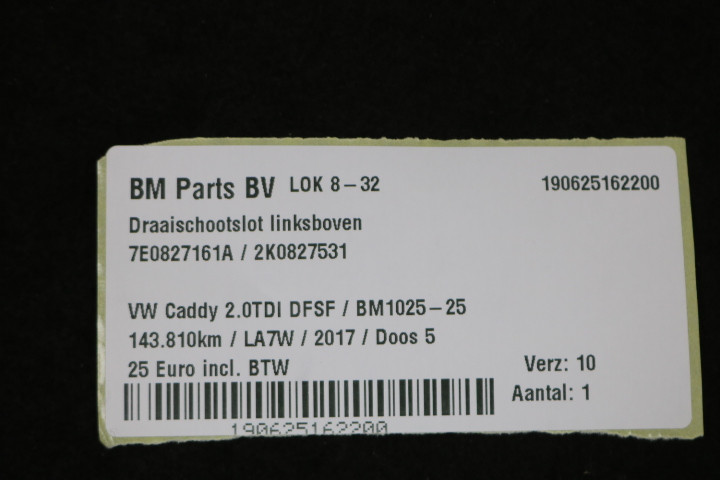 BM Parts BV LOK 8-32 190625162200
Draaischootslot linksboven
7E0827161A / 2K0827531
VW Caddy 2.0TDI DFSF / BM1025-25
143.810km / LA7W / 2017 / Doos 5
25 Euro incl. BTW Verz: 10
Aantal: 1
190625162200